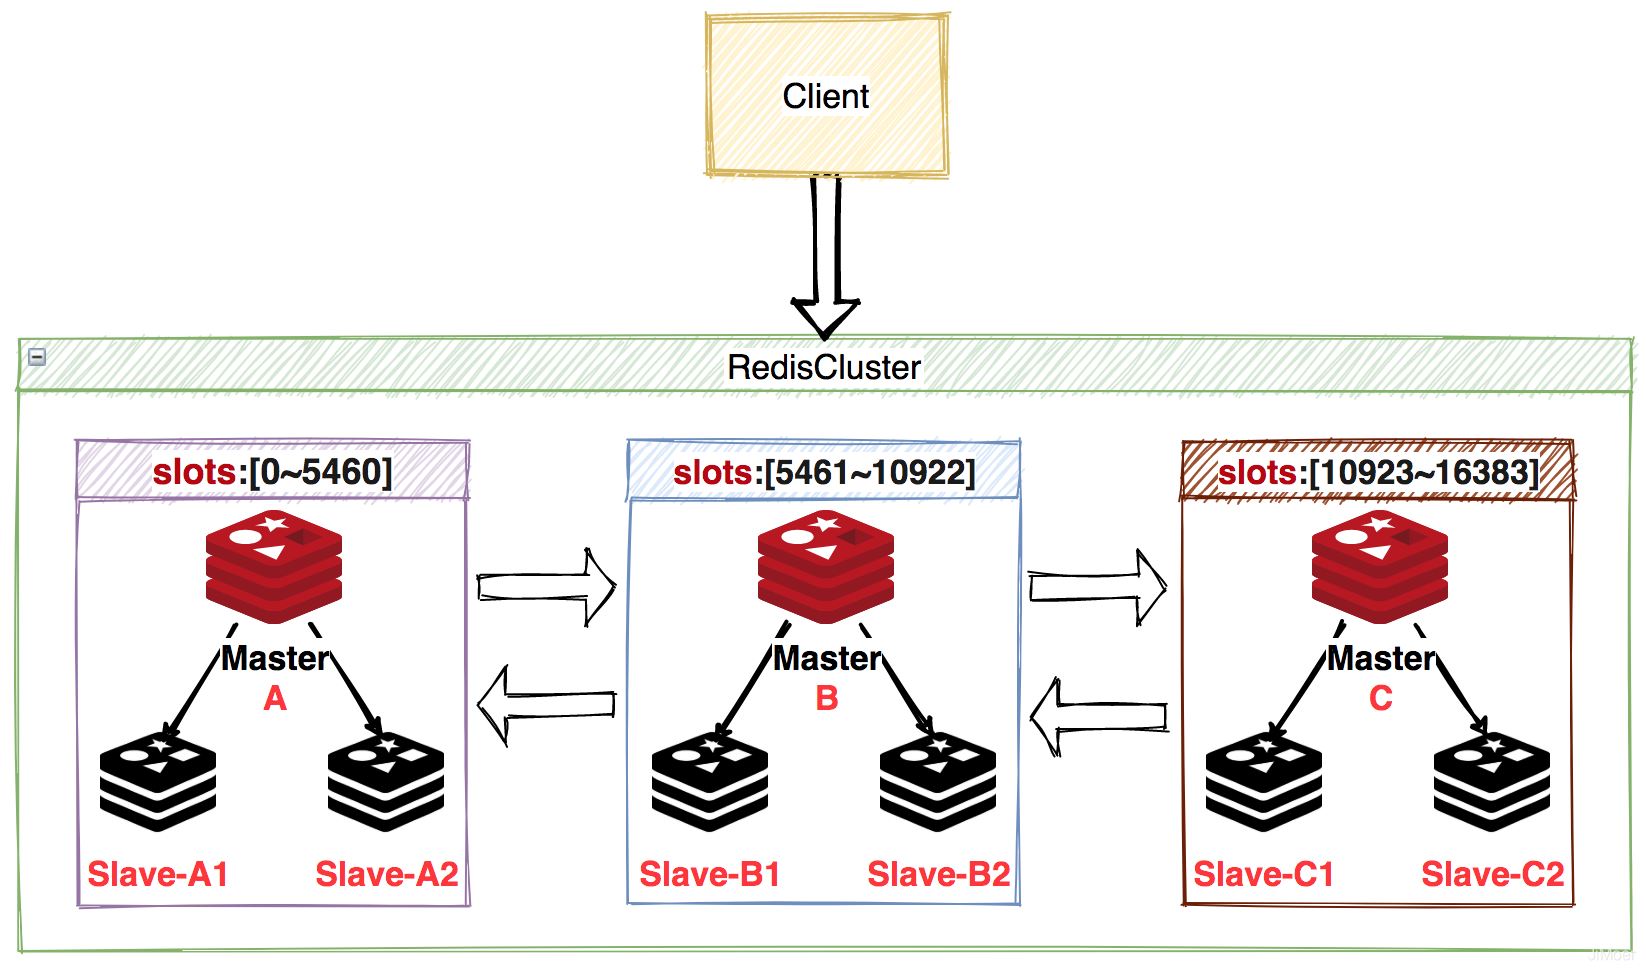 Client
RedisCluster
slots:[0~5460]
slots:[5461~10922]
slots:[10923~16383]
Master
A
Master
B
Master
C
Slave-A1
Slave-A2
Slave-B1
Slave-B2
Slave-C1
Slave-C2